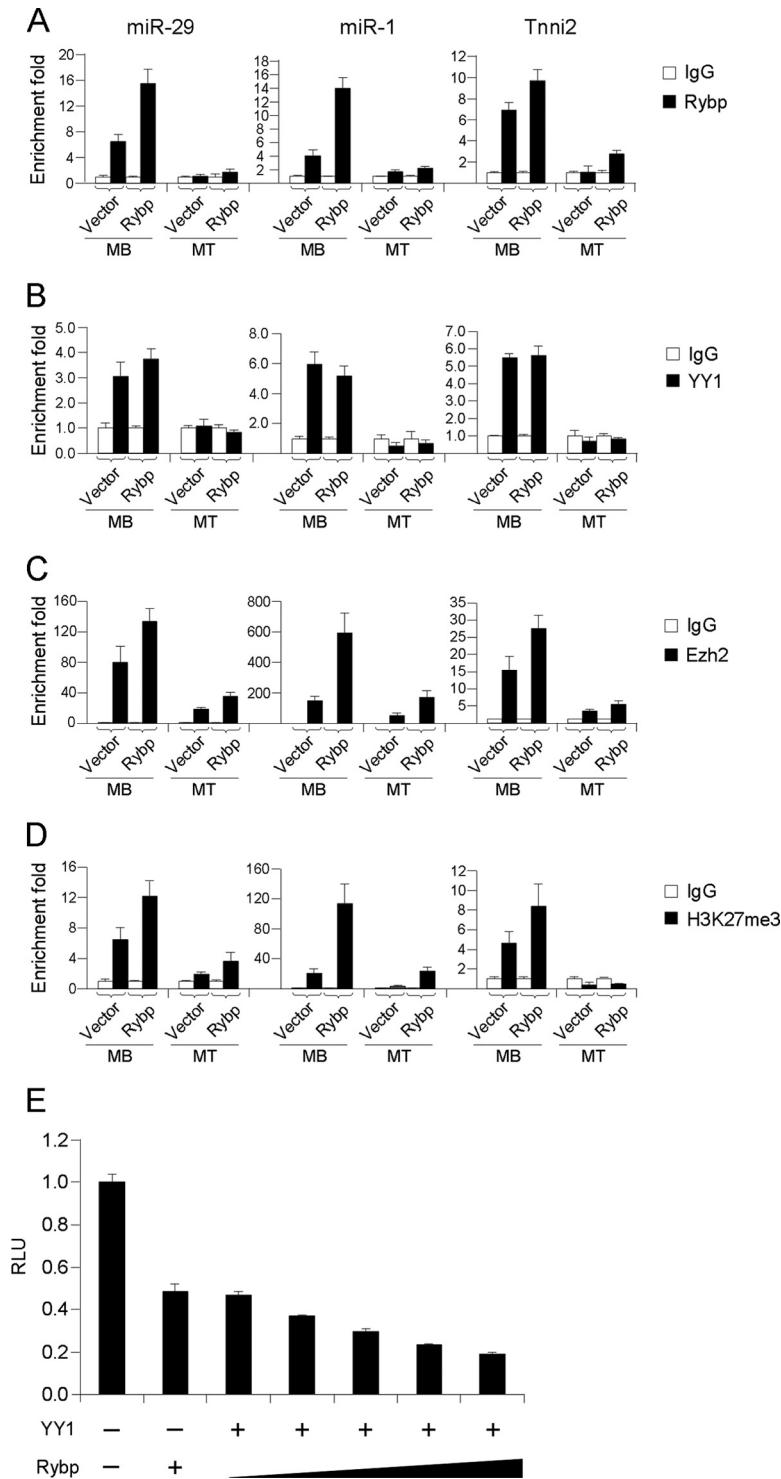 A
miR-29 miR-1 Tnni2
Enrichment fold
20
16
12
8
4
0
18
16
14
12
10
8
6
4
2
12
10
8
6
4
2
IgG
Rybp
Vector Rybp Vector Rybp Vector Rybp Vector Rybp Vector Rybp Vector Rybp
MB MT MB MT MB MT
B
Enrichment fold
5.0
4.0
3.0
2.0
1.0
0.0
8.0
6.0
4.0
2.0
7.0
6.0
5.0
4.0
3.0
2.0
1.0
IgG
YY1
Vector Rybp Vector Rybp Vector Rybp Vector Rybp Vector Rybp Vector Rybp
MB MT MB MT MB MT
C
Enrichment fold
160
120
80
40
0
800
600
400
200
35
30
25
20
15
10
5
IgG
Ezh2
Vector Rybp Vector Rybp Vector Rybp Vector Rybp Vector Rybp Vector Rybp
MB MT MB MT MB MT
D
Enrichment fold
16
12
8
4
0
160
120
80
40
12
10
8
6
4
2
IgG
H3K27me3
Vector Rybp Vector Rybp Vector Rybp Vector Rybp Vector Rybp Vector Rybp
MB MT MB MT MB MT
E
RLU
1.2
1.0
0.8
0.6
0.4
0.2
0.0
YY1 – – + + + + +
Rybp – +